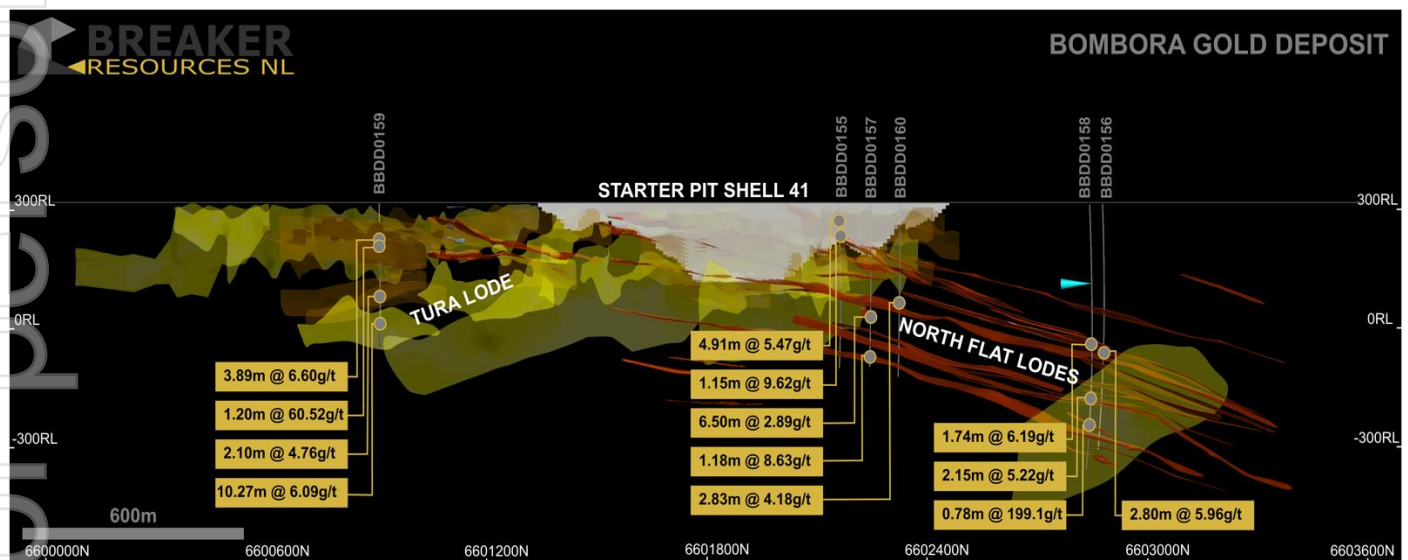 BREAKER
RESOURCES NL
BOMBORA GOLD DEPOSIT
BBDD0159
BBDD0155
BBDD0157
BBDD0160
BBDD0158
BBDD0156
STARTER PIT SHELL 41
300RL
300RL
TURA LODE
0RL
0RL
NORTH FLAT LODES
3.89m @ 6.60g/t
1.20m @ 60.52g/t
2.10m @ 4.76g/t
10.27m @ 6.09g/t
4.91m @ 5.47g/t
1.15m @ 9.62g/t
6.50m @ 2.89g/t
1.18m @ 8.63g/t
2.83m @ 4.18g/t
1.74m @ 6.19g/t
2.15m @ 5.22g/t
0.78m @ 199.1g/t
2.80m @ 5.96g/t
-300RL
-300RL
600m
6600000N
6600600N
6601200N
6601800N
6602400N
6603000N
6603600N